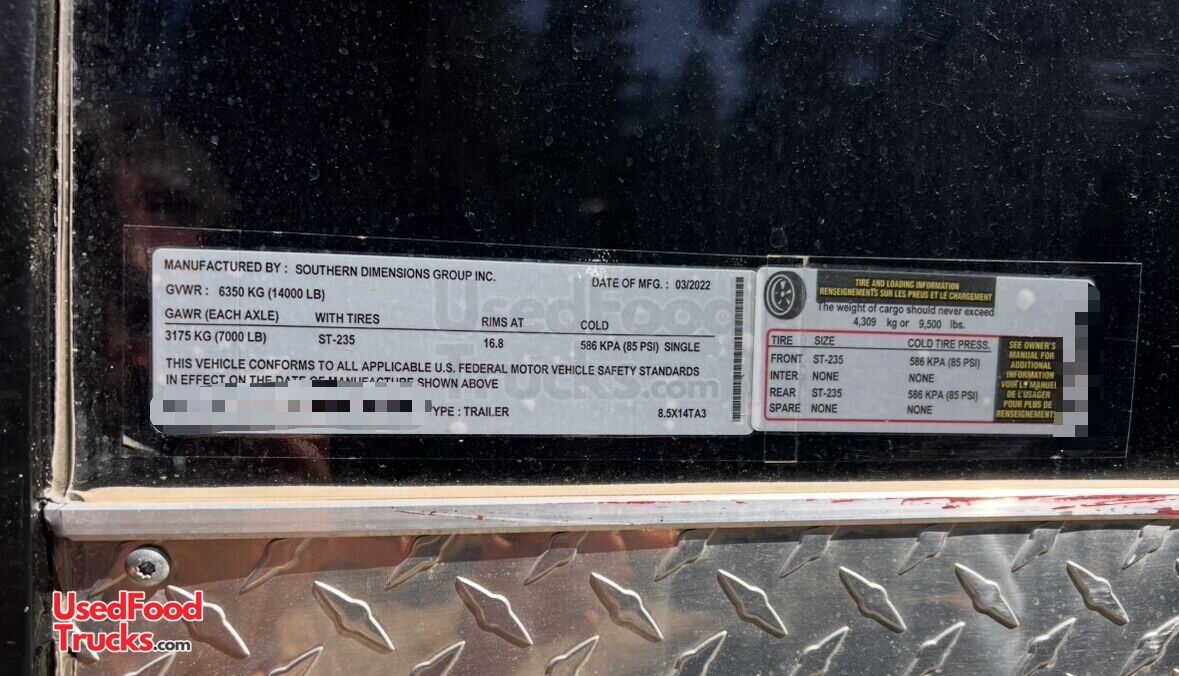 MANUFACTURED BY : SOUTHERN DIMENSIONS GROUP INC. DATE OF MFG. : 03/2022
GVWR : 6350 KG (14000 LB)
GAWR (EACH AXLE) WITH TIRES RIMS AT COLD
3175 KG (7000 LB) ST-235 16.8 586 KPA (85 PSI) SINGLE
THIS VEHICLE CONFORMS TO ALL APPLICABLE U.S. FEDERAL MOTOR VEHICLE SAFETY STANDARDS
IN EFFECT ON THE DATE OF MANUFACTURE SHOWN ABOVE
YPE : TRAILER 8.5X14TA3
TIRE AND LOADING INFORMATION
RENSEIGNEMENTS SUR LES PNEUS ET LE CHARGEMENT
The weight of cargo should never exceed
4,309 kg or 9,500 lbs.
TIRE SIZE COLD TIRE PRESS.
FRONT ST-235 586 KPA (85 PSI)
INTER NONE NONE
REAR ST-235 586 KPA (85 PSI)
SPARE NONE NONE
SEE OWNER'S
MANUAL FOR
ADDITIONAL
INFORMATION
VOIR LE MANUEL
DE L'USAGER
POUR PLUS DE
RENSEIGNEMENTS
UsedFood
Trucks.com
UsedFood
Trucks.com